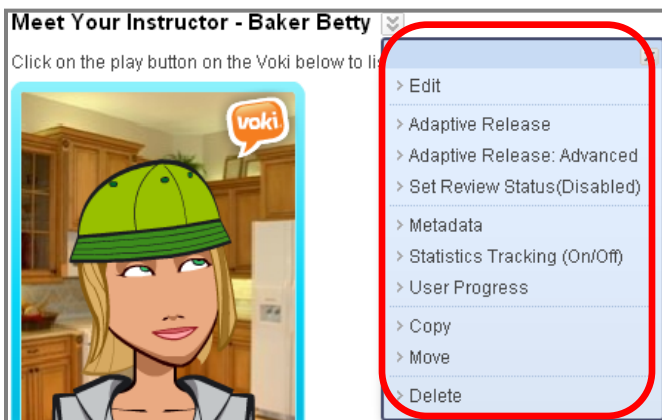 Meet Your Instructor - Baker Betty
Click on the play button on the Voki below to
voki
> Edit
> Adaptive Release
> Adaptive Release: Advanced
> Set Review Status(Disabled)
> Metadata
> Statistics Tracking (On/Off)
> User Progress
> Copy
> Move
> Delete